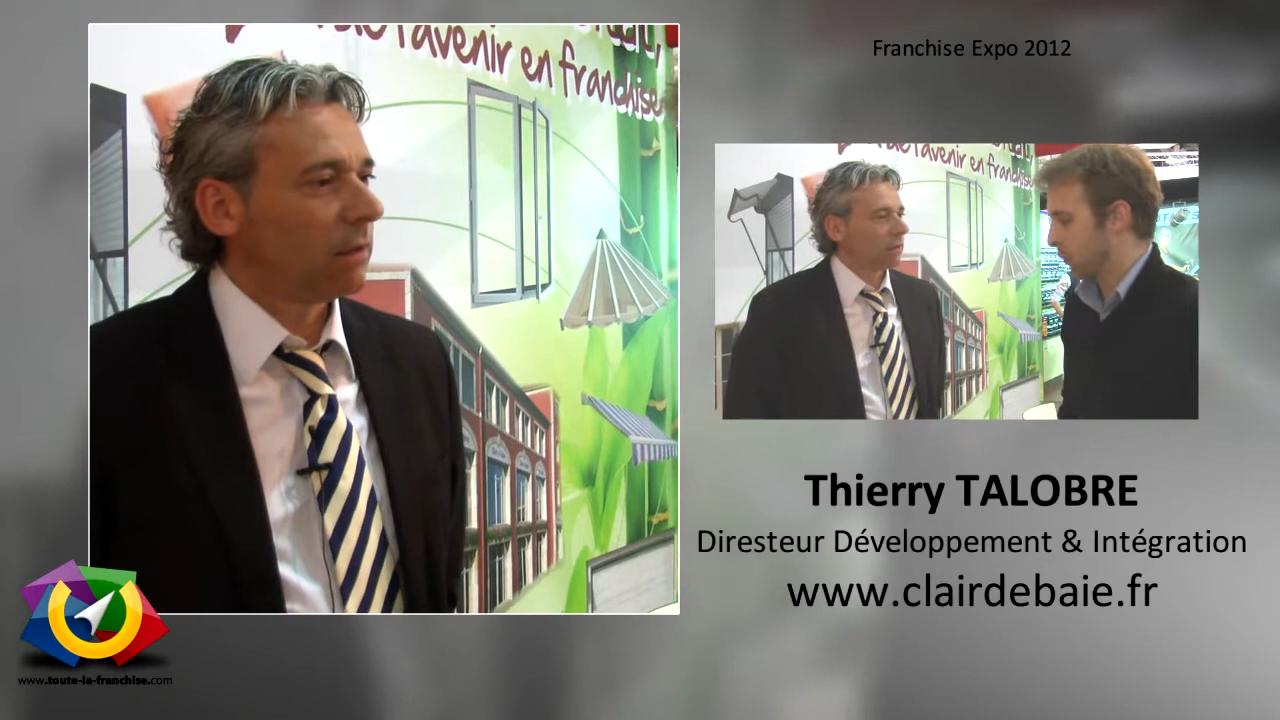 de l'avenir en franchise
Franchise Expo 2012
de l'avenir en franchise
Thierry TALOBRE
Diresteur Développement & Intégration
www.clairdebaie.fr
www.toute-la-franchise.com